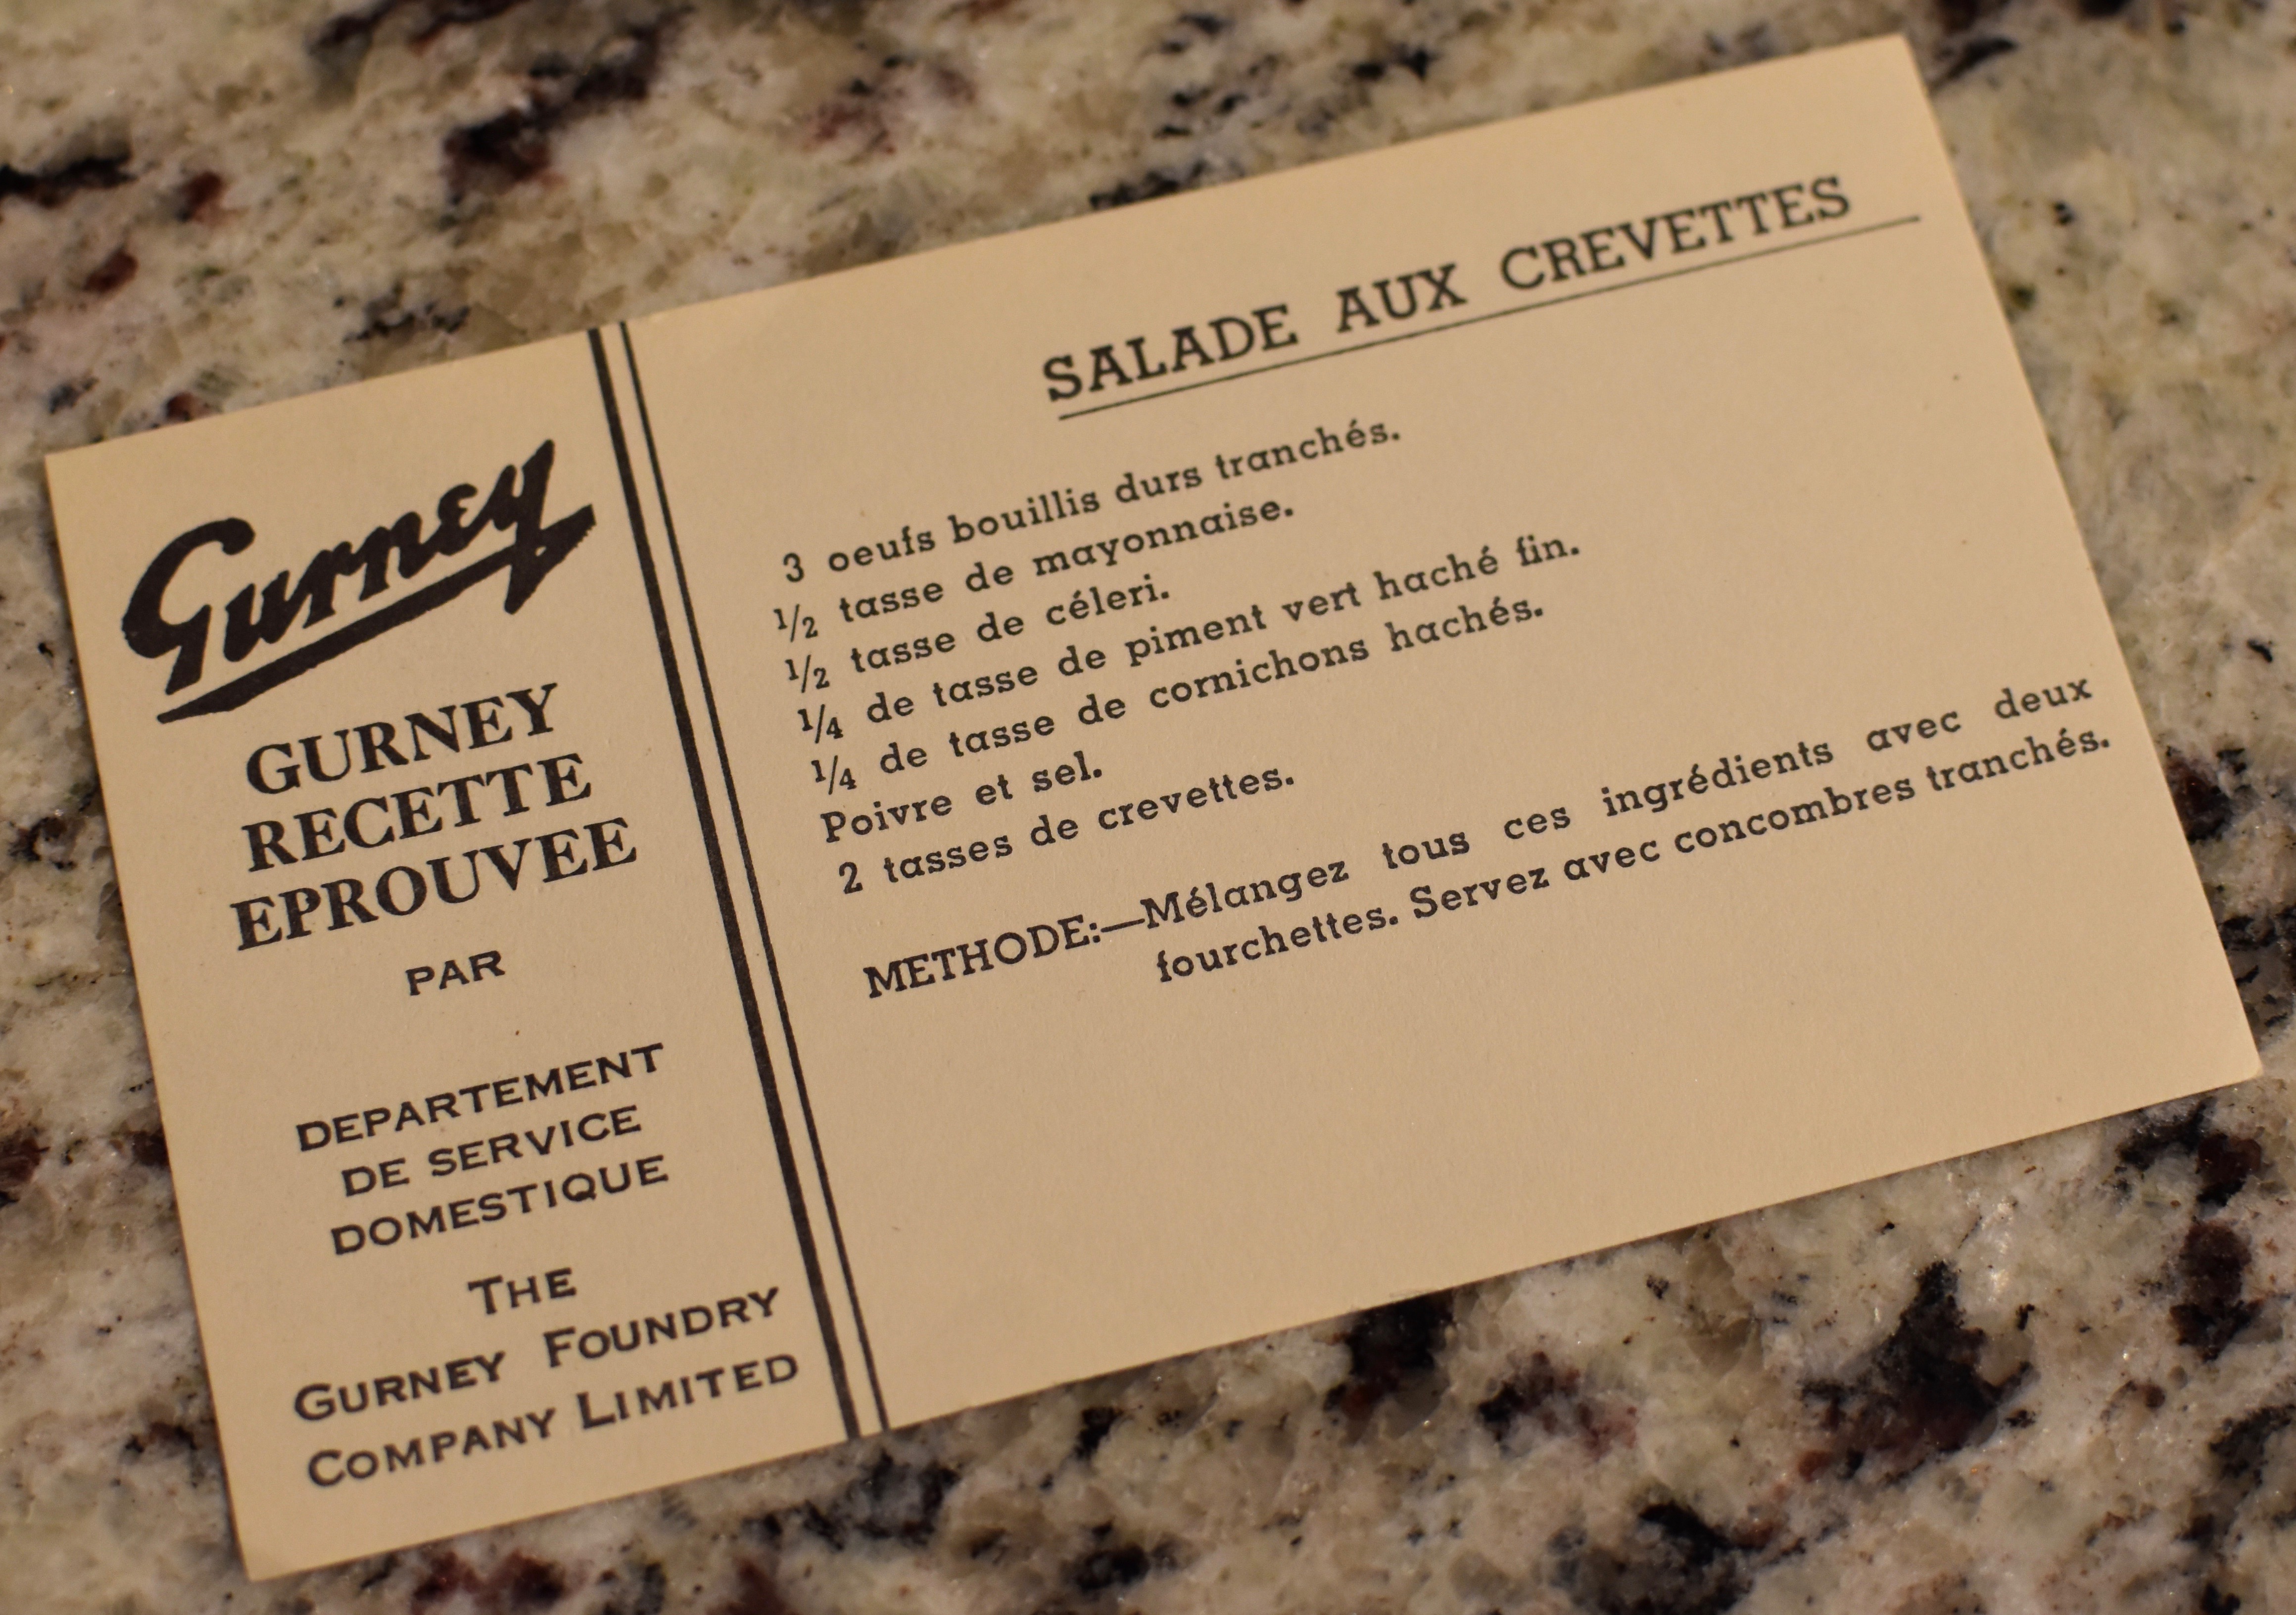 Gurney
GURNEY
RECETTE
EPROUVEE
PAR
DEPARTEMENT
DE SERVICE
DOMESTIQUE
THE
GURNEY FOUNDRY
COMPANY LIMITED
SALADE AUX CREVETTES
3 oeufs bouillis durs tranchés.
1/2 tasse de mayonnaise.
1/2 tasse de céleri.
1/4 de tasse de piment vert haché fin.
1/4 de tasse de cornichons hachés.
Poivre et sel.
2 tasses de crevettes.
METHODE:—Mélangez tous ces ingrédients avec deux
fourchettes. Servez avec concombres tranchés.